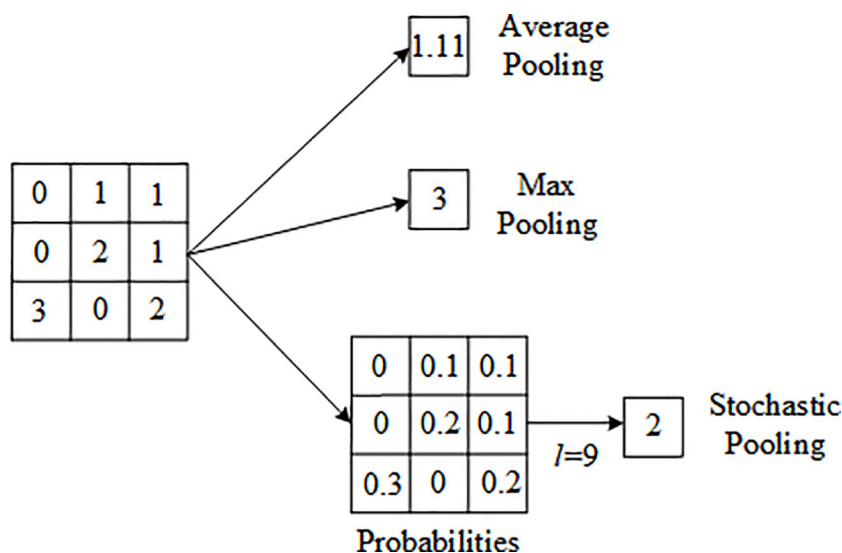 1.11
Average
Pooling
0 1 1
0 2 1
3 0 2
3
Max
Pooling
0 0.1 0.1
0 0.2 0.1
0.3 0 0.2
Probabilities
l=9
2
Stochastic
Pooling